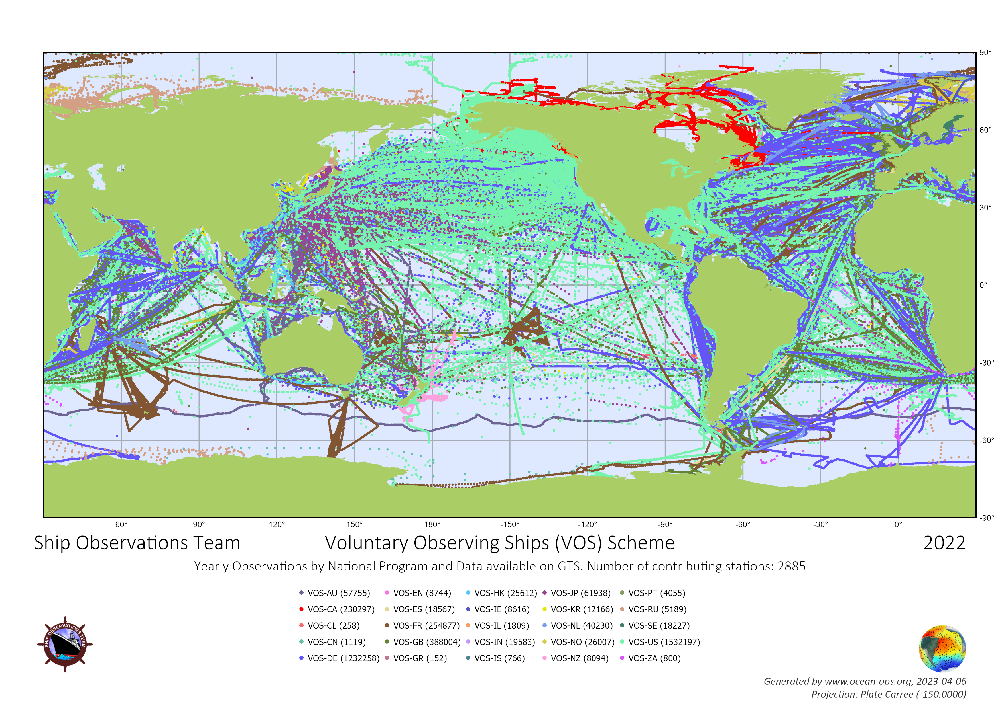 90°
60°
30°
0°
-30°
-60°
-90°
60° 90° 120° 150° 180° -150° -120° -90° -60° -30° 0°
Ship Observations Team Voluntary Observing Ships (VOS) Scheme 2022
Yearly Observations by National Program and Data available on GTS. Number of contributing stations: 2885
VOS-AU (57755) VOS-EN (8744) VOS-HK (25612) VOS-JP (61938) VOS-PT (4055)
VOS-CA (230297) VOS-ES (18567) VOS-IE (8616) VOS-KR (12166) VOS-RU (5189)
VOS-CL (258) VOS-FR (254877) VOS-IL (1809) VOS-NL (40230) VOS-SE (18227)
VOS-CN (1119) VOS-GB (388004) VOS-IN (19583) VOS-NO (26007) VOS-US (1532197)
VOS-DE (1232258) VOS-GR (152) VOS-IS (766) VOS-NZ (8094) VOS-ZA (800)
SHIP OBSERVATIONS TEAM
Generated by www.ocean-ops.org, 2023-04-06
Projection: Plate Carree (-150.0000)